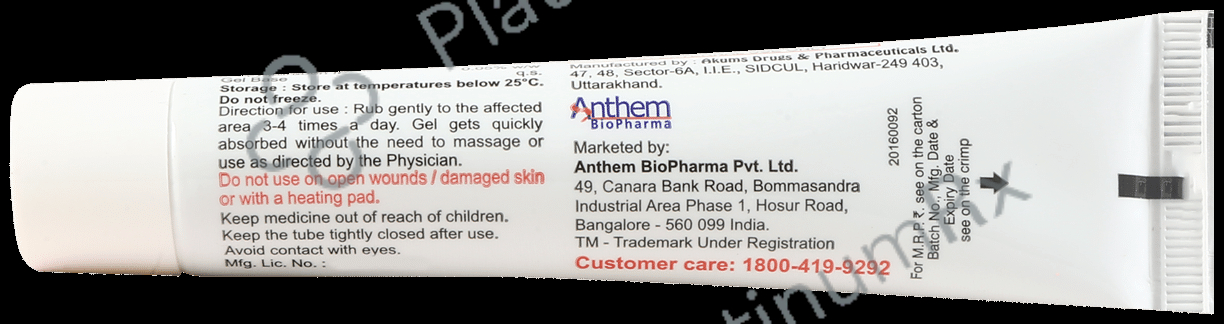 Gel Base q.s.
Storage : Store at temperatures below 25°C.
Do not freeze.
Direction for use : Rub gently to the affected
area 3-4 times a day. Gel gets quickly
absorbed without the need to massage or
use as directed by the Physician.
Do not use on open wounds / damaged skin
or with a heating pad.
Keep medicine out of reach of children.
Keep the tube tightly closed after use.
Avoid contact with eyes.
Mfg. Lic. No. :
Manufactured by : Akums Drugs & Pharmaceuticals Ltd.
47, 48, Sector-6A, I.I.E., SIDCUL, Haridwar-249 403,
Uttarakhand.
Anthem
BioPharma
Marketed by:
Anthem BioPharma Pvt. Ltd.
49, Canara Bank Road, Bommasandra
Industrial Area Phase 1, Hosur Road,
Bangalore - 560 099 India.
TM - Trademark Under Registration
Customer care: 1800-419-9292
20160092
For M.R.P.₹. see on the carton
Batch No., Mfg. Date &
Expiry Date
see on the crimp